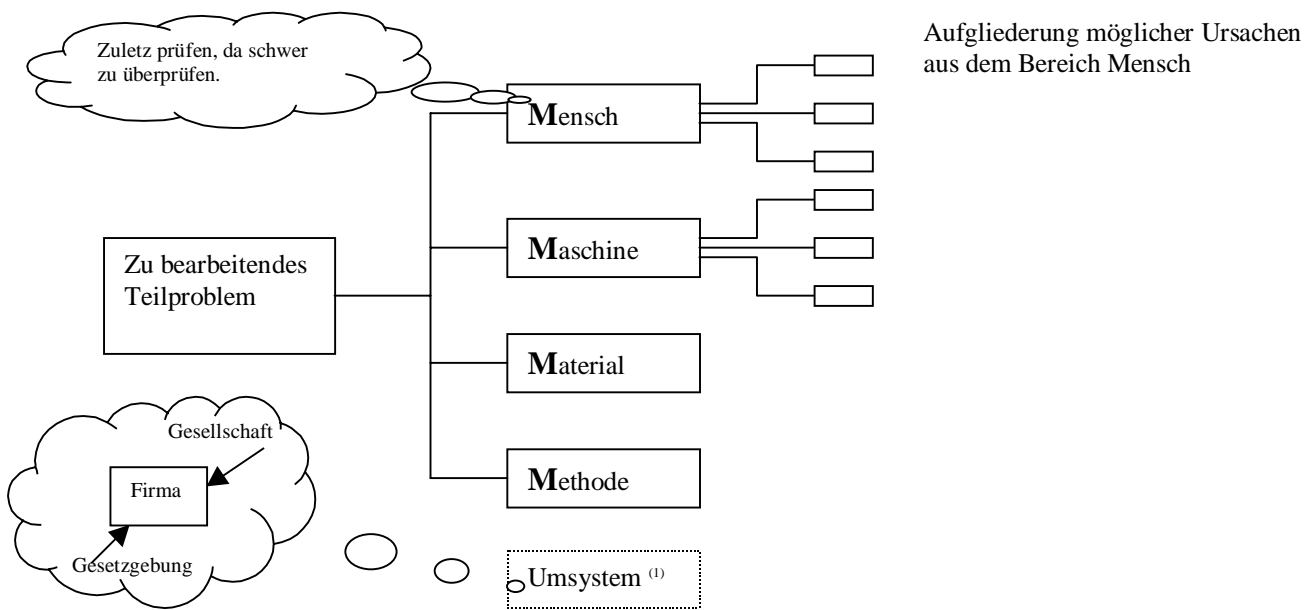 Zuletz prüfen, da schwer
zu überprüfen.
Aufgliederung möglicher Ursachen
aus dem Bereich Mensch
Mensch
Maschine
Zu bearbeitendes
Teilproblem
Material
Methode
Gesellschaft
Firma
Gesetzgebung
Umsystem (1)